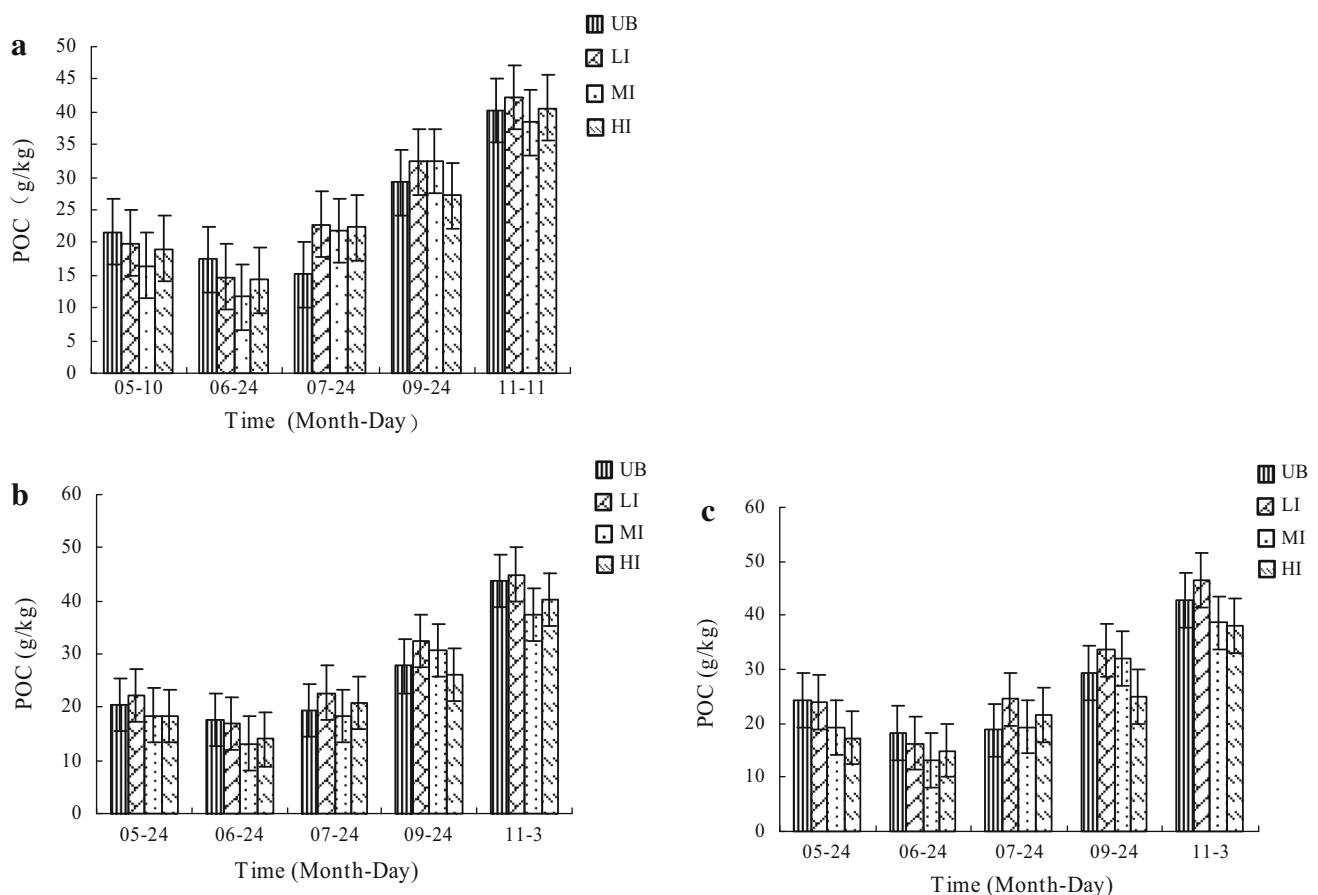 a
UB
LI
MI
HI
50
45
40
35
30
25
20
15
10
5
0
POC (g/kg)
05-10 06-24 07-24 09-24 11-11
Time (Month-Day)
b
UB
LI
MI
HI
60
50
40
30
20
10
0
POC (g/kg)
05-24 06-24 07-24 09-24 11-3
Time (Month-Day)
c
UB
LI
MI
HI
60
50
40
30
20
10
0
POC (g/kg)
05-24 06-24 07-24 09-24 11-3
Time (Month-Day)